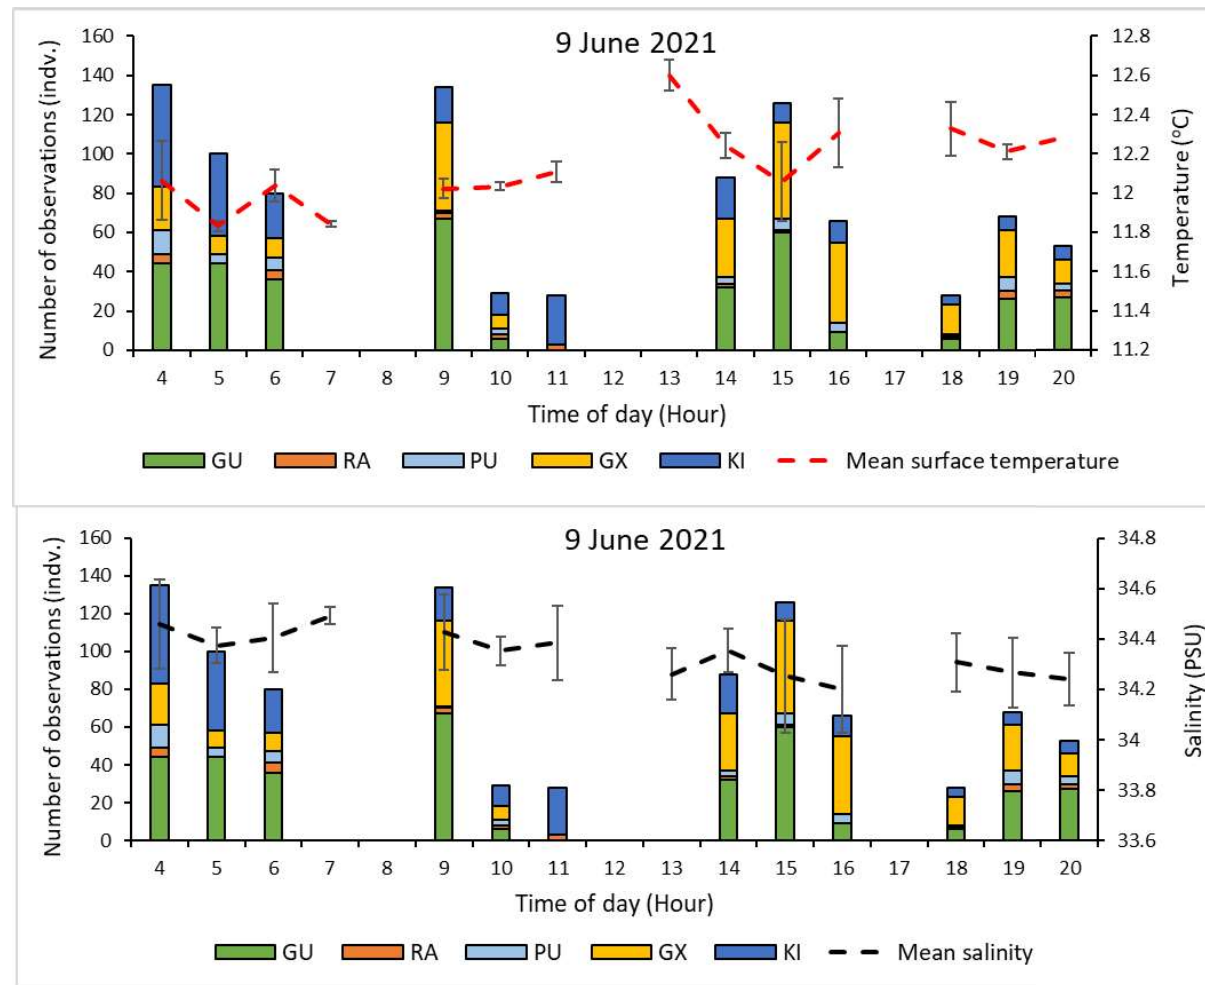 9 June 2021
Number of observations (indv.)
160
140
120
100
80
60
40
20
0
12.8
12.6
12.4
12.2
12
11.8
11.6
11.4
11.2
Temperature (°C)
4 5 6 7 8 9 10 11 12 13 14 15 16 17 18 19 20
Time of day (Hour)
GU RA PU GX KI Mean surface temperature
9 June 2021
Number of observations (indv.)
160
140
120
100
80
60
40
20
0
34.8
34.6
34.4
34.2
34
33.8
33.6
Salinity (PSU)
4 5 6 7 8 9 10 11 12 13 14 15 16 17 18 19 20
Time of day (Hour)
GU RA PU GX KI Mean salinity